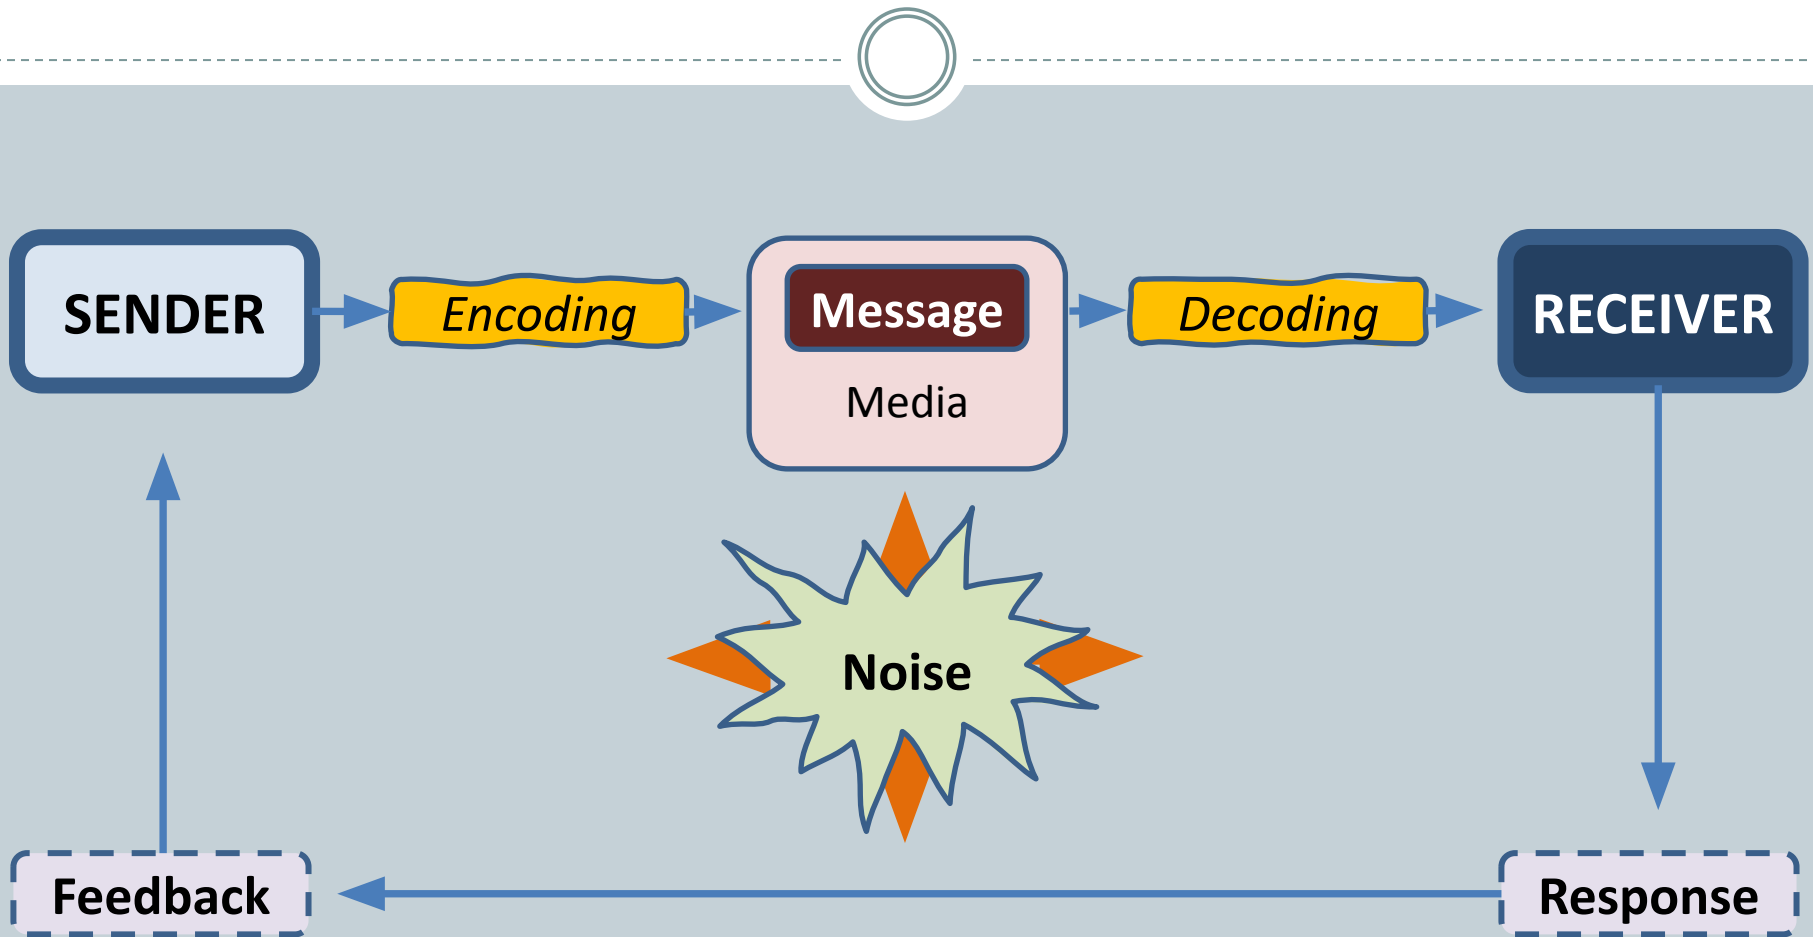 SENDER
Encoding
Message
Media
Decoding
RECEIVER
Noise
Feedback
Response